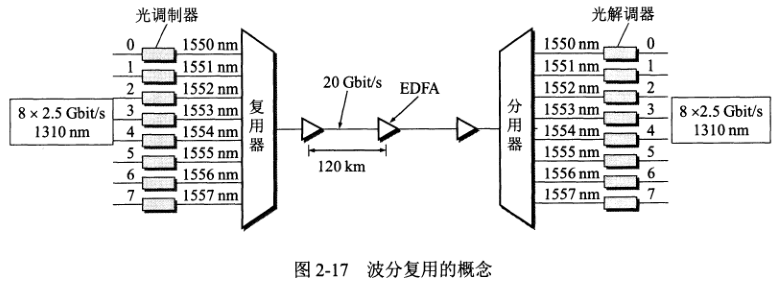 光调制器
光解调器
0
1550 nm
1
1551 nm
2
1552 nm
3
1553 nm
4
1554 nm
5
1555 nm
6
1556 nm
7
1557 nm
8 × 2.5 Gbit/s
1310 nm
复用器
20 Gbit/s
EDFA
120 km
分用器
1550 nm
0
1551 nm
1
1552 nm
2
1553 nm
3
1554 nm
4
1555 nm
5
1556 nm
6
1557 nm
7
8 ×2.5 Gbit/s
1310 nm
图 2-17 波分复用的概念